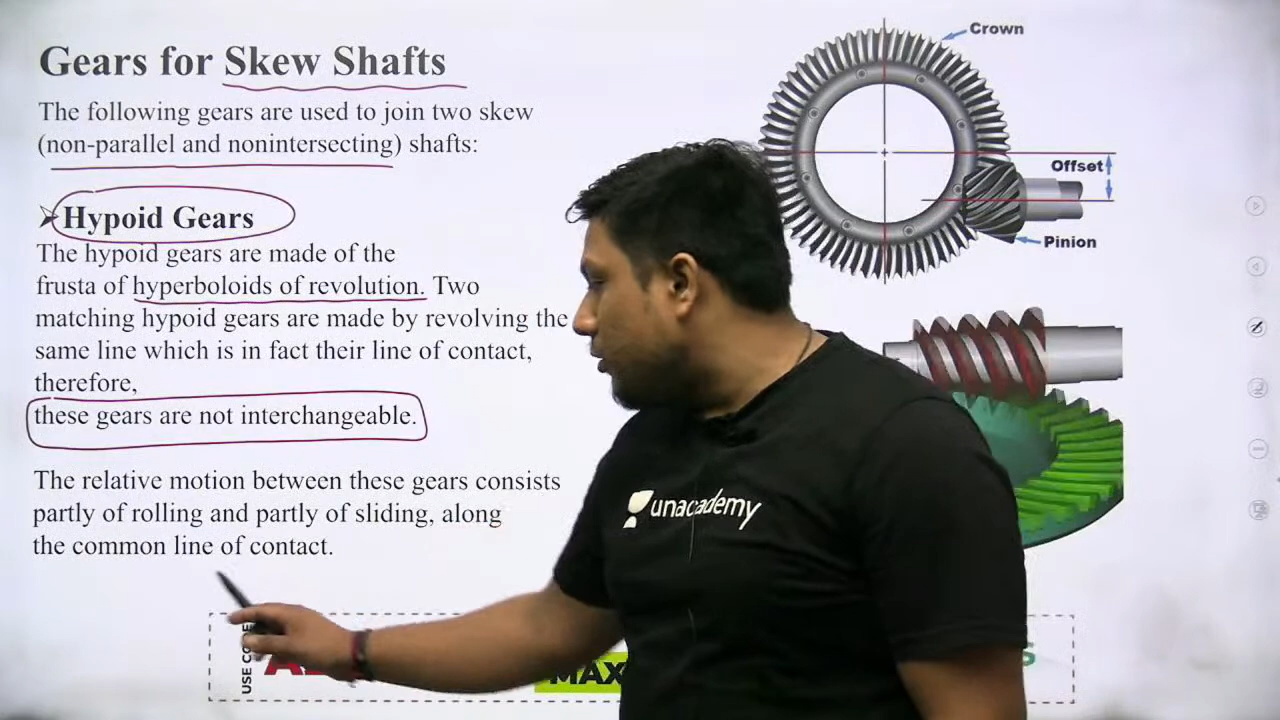 Gears for Skew Shafts
The following gears are used to join two skew
(non-parallel and nonintersecting) shafts:
Hypoid Gears
The hypoid gears are made of the
frusta of hyperboloids of revolution. Two
matching hypoid gears are made by revolving the
same line which is in fact their line of contact,
therefore,
these gears are not interchangeable.
The relative motion between these gears consists
partly of rolling and partly of sliding, along
the common line of contact.
Crown
Offset
Pinion
unacademy
USE CODE
MAX